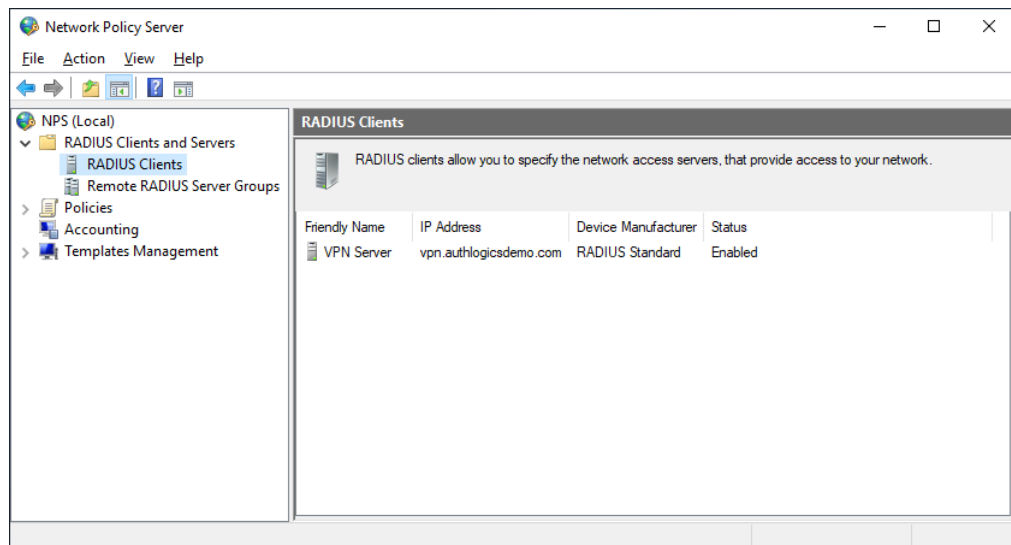 Network Policy Server
File Action View Help
NPS (Local)
RADIUS Clients and Servers
RADIUS Clients
Remote RADIUS Server Groups
Policies
Accounting
Templates Management
RADIUS Clients
RADIUS clients allow you to specify the network access servers, that provide access to your network.
Friendly Name IP Address Device Manufacturer Status
VPN Server vpn.authlogicsdemo.com RADIUS Standard Enabled